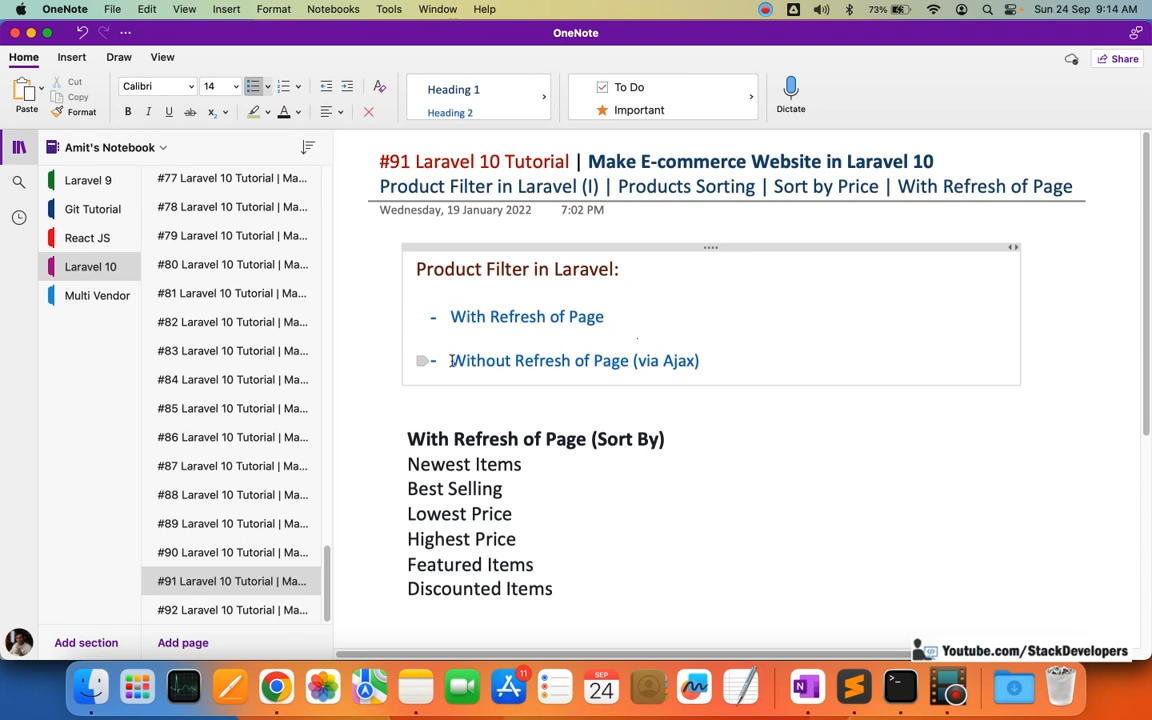 OneNote File Edit View Insert Format Notebooks Tools Window Help 73% Sun 24 Sep 9:14 AM
OneNote
Home Insert Draw View Share
Paste Cut Copy Format
Calibri 14
B I U ab X2 A
Heading 1
Heading 2
To Do
Important
Dictate
Amit's Notebook
Laravel 9
Git Tutorial
React JS
Laravel 10
Multi Vendor
#77 Laravel 10 Tutorial | Ma...
#78 Laravel 10 Tutorial | Ma...
#79 Laravel 10 Tutorial | Ma...
#80 Laravel 10 Tutorial | Ma...
#81 Laravel 10 Tutorial | Ma...
#82 Laravel 10 Tutorial | Ma...
#83 Laravel 10 Tutorial | Ma...
#84 Laravel 10 Tutorial | Ma...
#85 Laravel 10 Tutorial | Ma...
#86 Laravel 10 Tutorial | Ma...
#87 Laravel 10 Tutorial | Ma...
#88 Laravel 10 Tutorial | Ma...
#89 Laravel 10 Tutorial | Ma...
#90 Laravel 10 Tutorial | Ma...
#91 Laravel 10 Tutorial | Ma...
#92 Laravel 10 Tutorial | Ma...
Add section Add page
#91 Laravel 10 Tutorial | Make E-commerce Website in Laravel 10
Product Filter in Laravel (I) | Products Sorting | Sort by Price | With Refresh of Page
Wednesday, 19 January 2022 7:02 PM
Product Filter in Laravel:
- With Refresh of Page
- Without Refresh of Page (via Ajax)
With Refresh of Page (Sort By)
Newest Items
Best Selling
Lowest Price
Highest Price
Featured Items
Discounted Items
Youtube.com/StackDevelopers
11
SEP
24